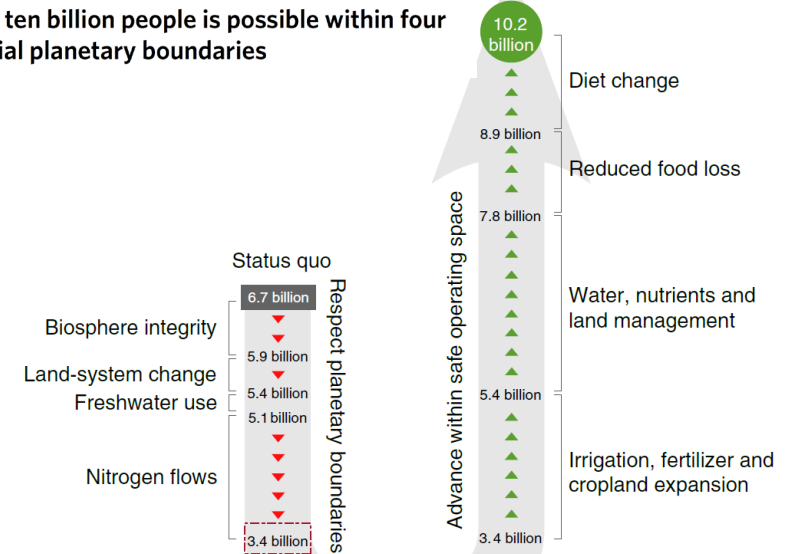 ten billion people is possible within four
ial planetary boundaries
Status quo
6.7 billion
Biosphere integrity
5.9 billion
Land-system change
5.4 billion
Freshwater use
5.1 billion
Nitrogen flows
3.4 billion
Respect planetary boundaries
Advance within safe operating space
10.2
billion
Diet change
8.9 billion
Reduced food loss
7.8 billion
Water, nutrients and
land management
5.4 billion
Irrigation, fertilizer and
cropland expansion
3.4 billion